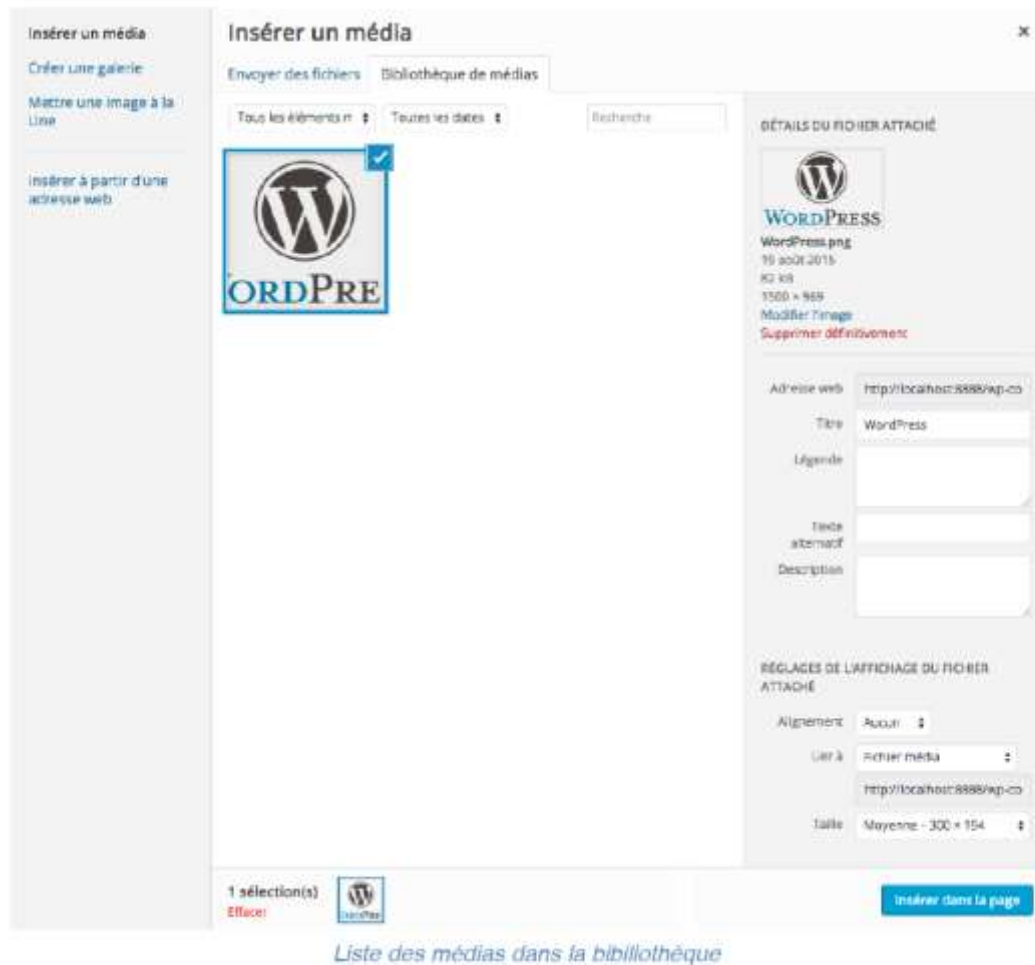 Insérer un média
Créer une galerie
Mettre une image à la
Une
Insérer à partir d'une
adresse web
Insérer un média
×
Envoyer des fichiers
Bibliothèque de médias
Tous les éléments m
Toutes les dates
Recherche
ORDPRE
DÉTAILS DU FICHIER ATTACHÉ
WORDPRESS
WordPress.png
19 août 2015
82 kB
1500 × 969
Modifier l'image
Supprimer définitivement
Adresse web
http://localhost:8888/wp-co
Titre
WordPress
Légende
Texte
alternatif
Description
RÉGLAGES DE L'AFFICHAGE DU FICHIER
ATTACHÉ
Alignement
Aucun
Lier à
Fichier média
http://localhost:8888/wp-co
Taille
Moyenne - 300 × 194
1 sélection(s)
Effacer
Insérer dans la page
Liste des médias dans la bibiliothèque